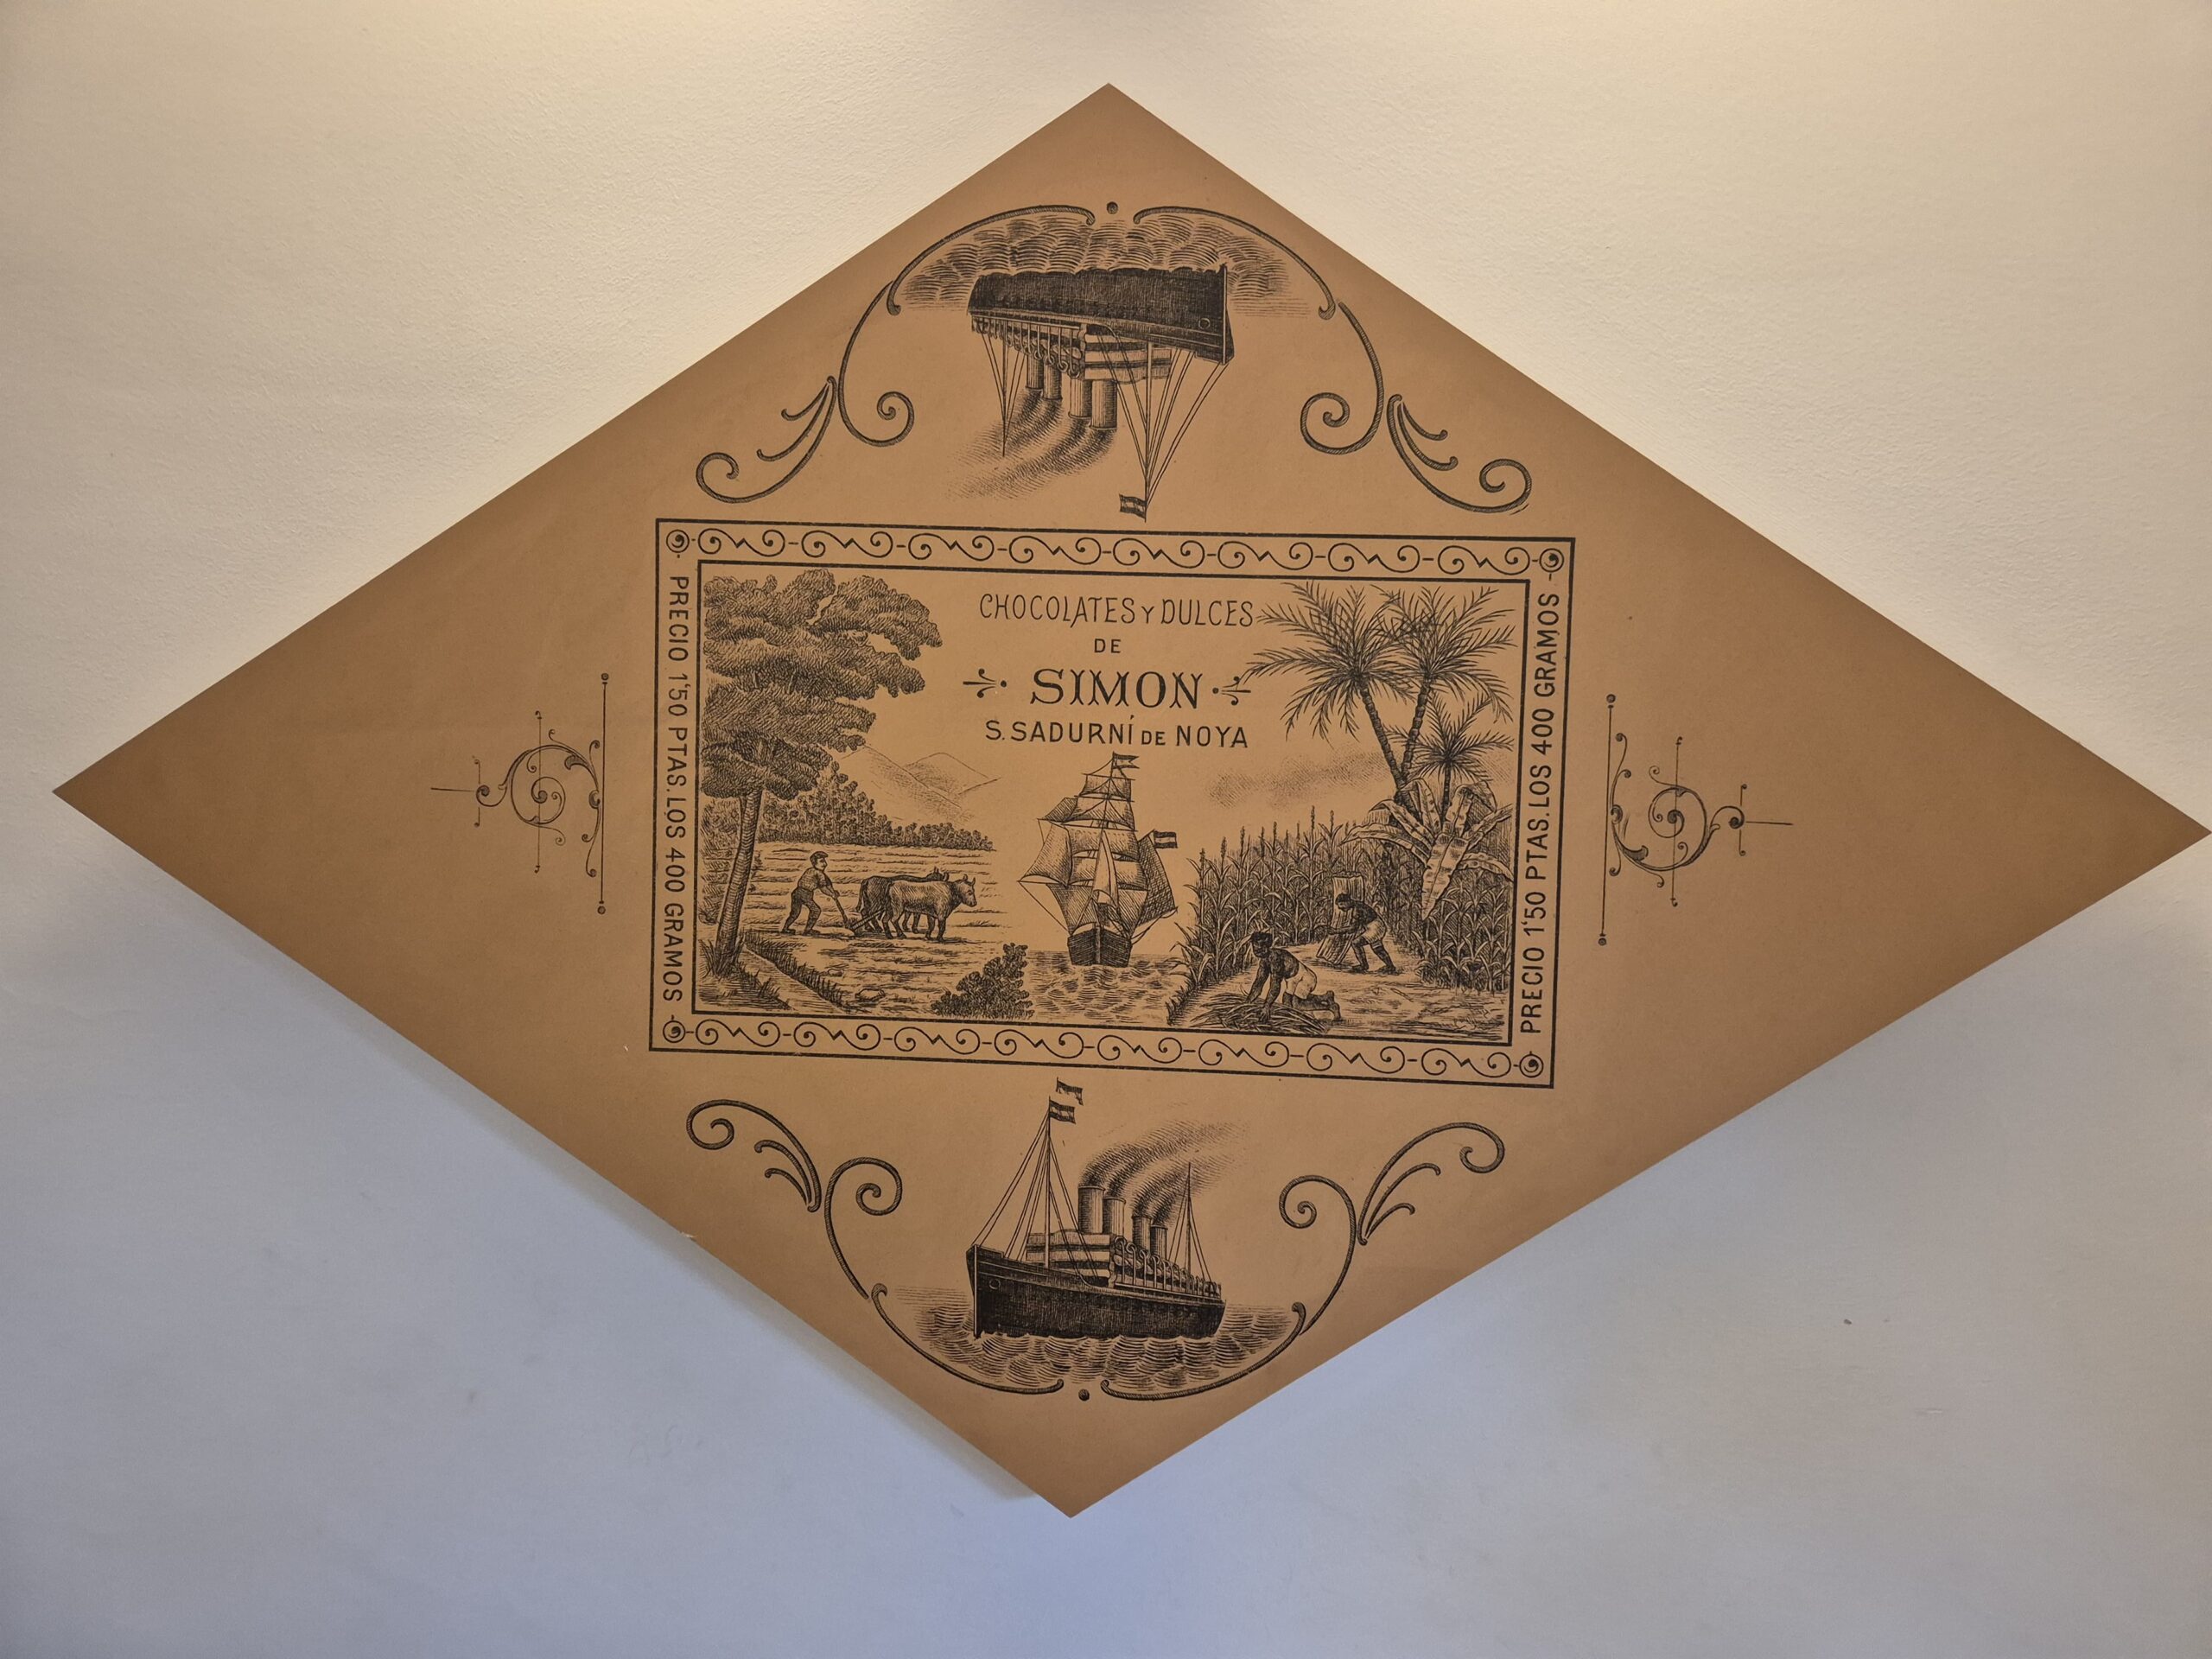 CHOCOLATES Y DULCES
DE
SIMON
S. SADURNÍ DE NOYA
PRECIO 1'50 PTAS. LOS 400 GRAMOS
PRECIO 1'50 PTAS. LOS 400 GRAMOS